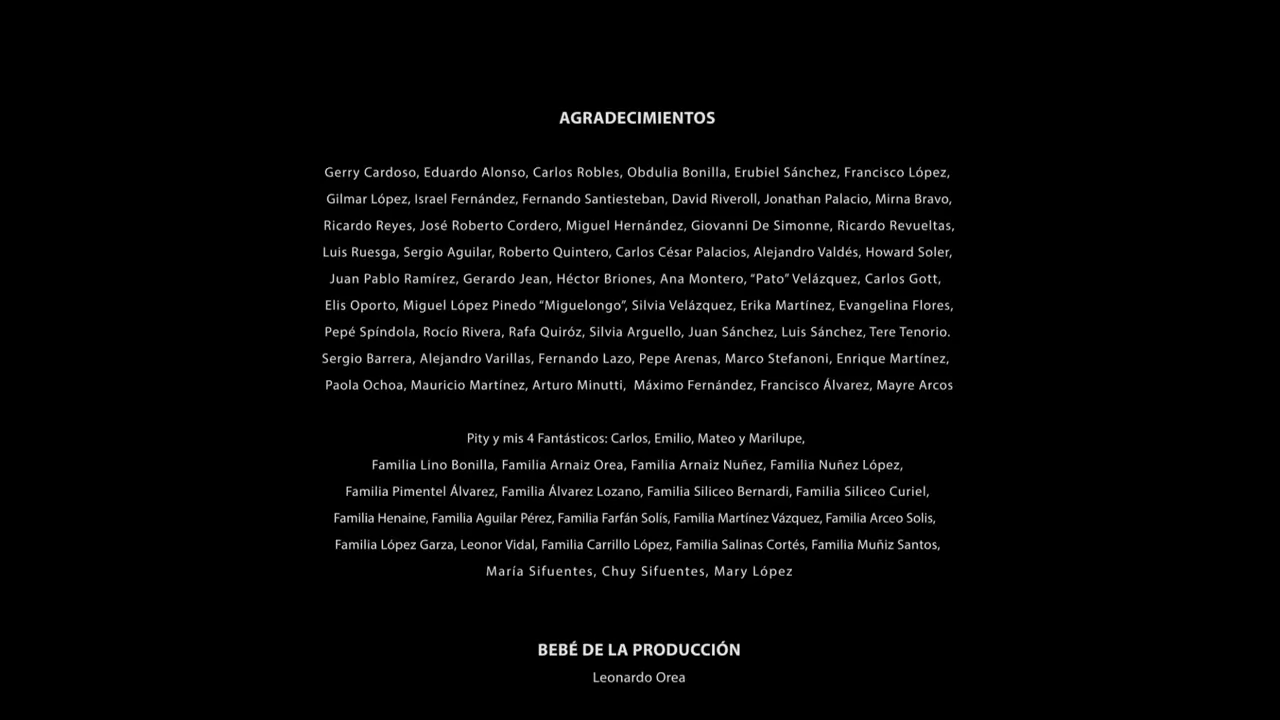 AGRADECIMIENTOS
Gerry Cardoso, Eduardo Alonso, Carlos Robles, Obdulia Bonilla, Erubiel Sánchez, Francisco López,
Gilmar López, Israel Fernández, Fernando Santiesteban, David Riveroll, Jonathan Palacio, Mirna Bravo,
Ricardo Reyes, José Roberto Cordero, Miguel Hernández, Giovanni De Simonne, Ricardo Revueltas,
Luis Ruesga, Sergio Aguilar, Roberto Quintero, Carlos César Palacios, Alejandro Valdés, Howard Soler,
Juan Pablo Ramírez, Gerardo Jean, Héctor Briones, Ana Montero, “Pato” Velázquez, Carlos Gott,
Elis Oporto, Miguel López Pinedo “Miguelongo”, Silvia Velázquez, Erika Martínez, Evangelina Flores,
Pepé Spíndola, Rocío Rivera, Rafa Quiróz, Silvia Arguello, Juan Sánchez, Luis Sánchez, Tere Tenorio.
Sergio Barrera, Alejandro Varillas, Fernando Lazo, Pepe Arenas, Marco Stefanoni, Enrique Martínez,
Paola Ochoa, Mauricio Martínez, Arturo Minutti, Máximo Fernández, Francisco Álvarez, Mayre Arcos
Pity y mis 4 Fantásticos: Carlos, Emilio, Mateo y Marilupe,
Familia Lino Bonilla, Familia Arnaiz Orea, Familia Arnaiz Nuñez, Familia Nuñez López,
Familia Pimentel Álvarez, Familia Álvarez Lozano, Familia Siliceo Bernardi, Familia Siliceo Curiel,
Familia Henaine, Familia Aguilar Pérez, Familia Farfán Solís, Familia Martínez Vázquez, Familia Arceo Solis,
Familia López Garza, Leonor Vidal, Familia Carrillo López, Familia Salinas Cortés, Familia Muñiz Santos,
María Sifuentes, Chuy Sifuentes, Mary López
BEBÉ DE LA PRODUCCIÓN
Leonardo Orea